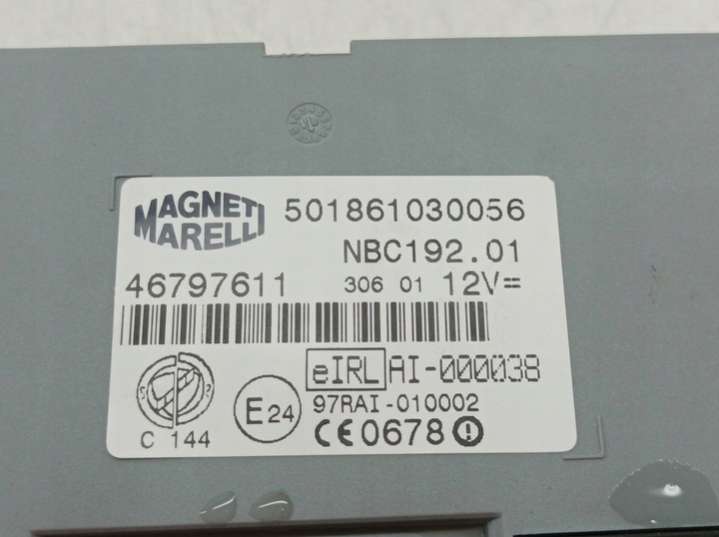 MAGNETI
MARELLI
501861030056
NBC192.01
46797611
306 01 12V=
eIRL AI-000038
E24
97RAI-010002
C 144
CE0678